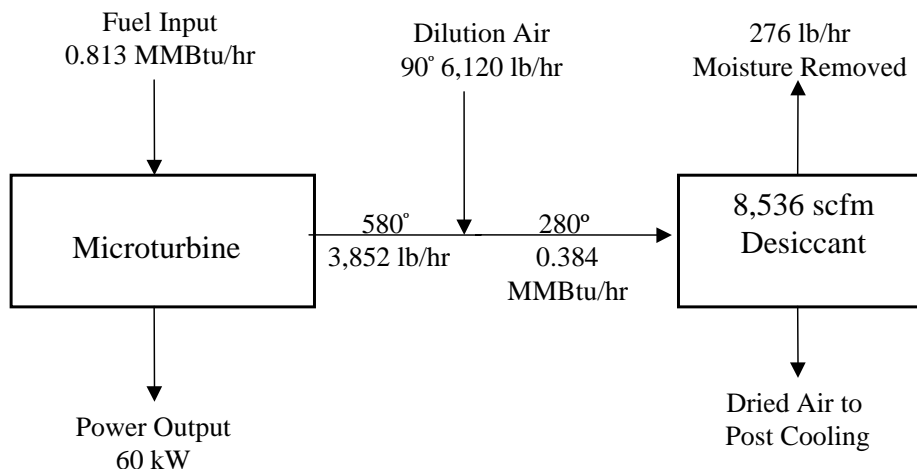 Fuel Input
0.813 MMBtu/hr
Dilution Air
90° 6,120 lb/hr
276 lb/hr
Moisture Removed
Microturbine
580°
3,852 lb/hr
280º
0.384
MMBtu/hr
8,536 scfm
Desiccant
Power Output
60 kW
Dried Air to
Post Cooling